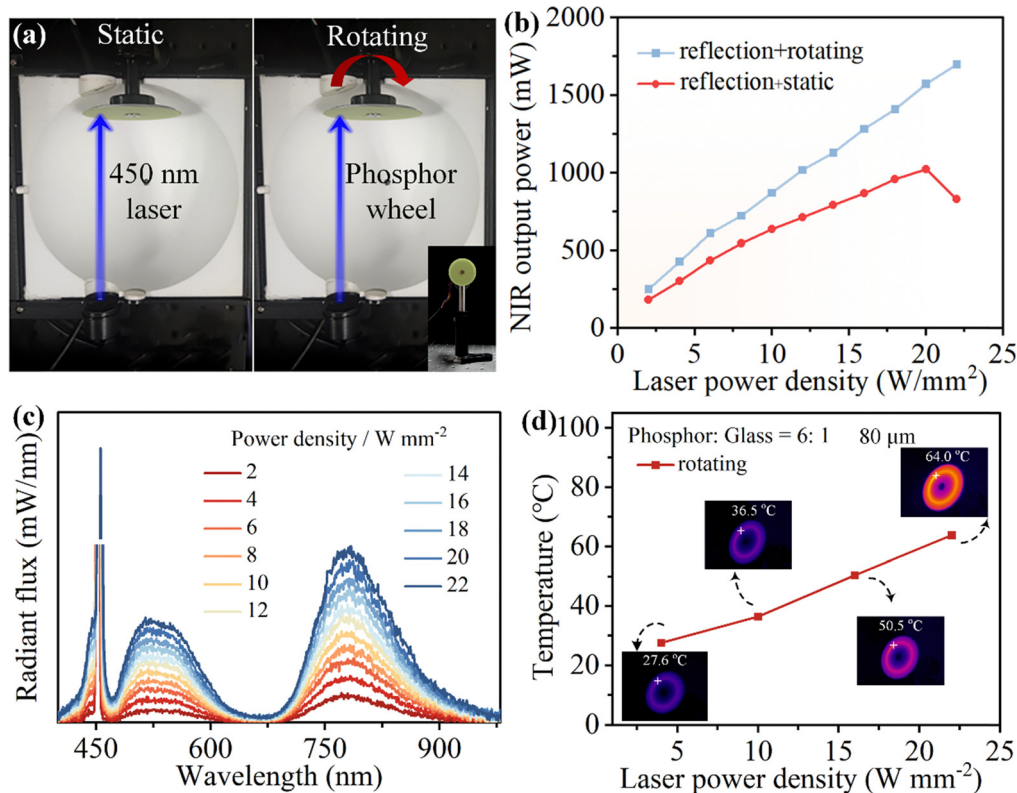 (a)
Static
Rotating
450 nm
laser
Phosphor
wheel
(b)
NIR output power (mW)
2000
1500
1000
500
0
reflection+rotating
reflection+static
0
5
10
15
20
25
Laser power density (W/mm²)
(c)
Radiant flux (mW/nm)
Power density / W mm⁻²
2
4
6
8
10
12
14
16
18
20
22
450
600
750
900
Wavelength (nm)
(d)
Temperature (℃)
100
80
60
40
20
0
Phosphor: Glass = 6: 1
80 μm
rotating
64.0 °C
36.5 °C
50.5 °C
27.6 °C
5
10
15
20
25
Laser power density (W mm⁻²)